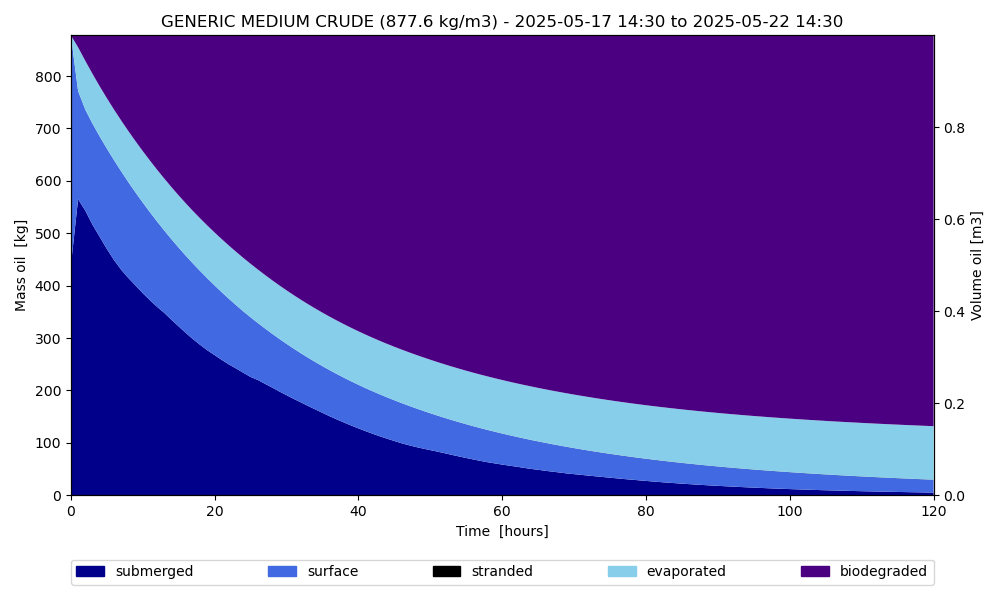 GENERIC MEDIUM CRUDE (877.6 kg/m3) - 2025-05-17 14:30 to 2025-05-22 14:30
Mass oil [kg]
800
700
600
500
400
300
200
100
0
0.8
0.6
0.4
0.2
0.0
Volume oil [m3]
0 20 40 60 80 100 120
Time [hours]
submerged surface stranded evaporated biodegraded